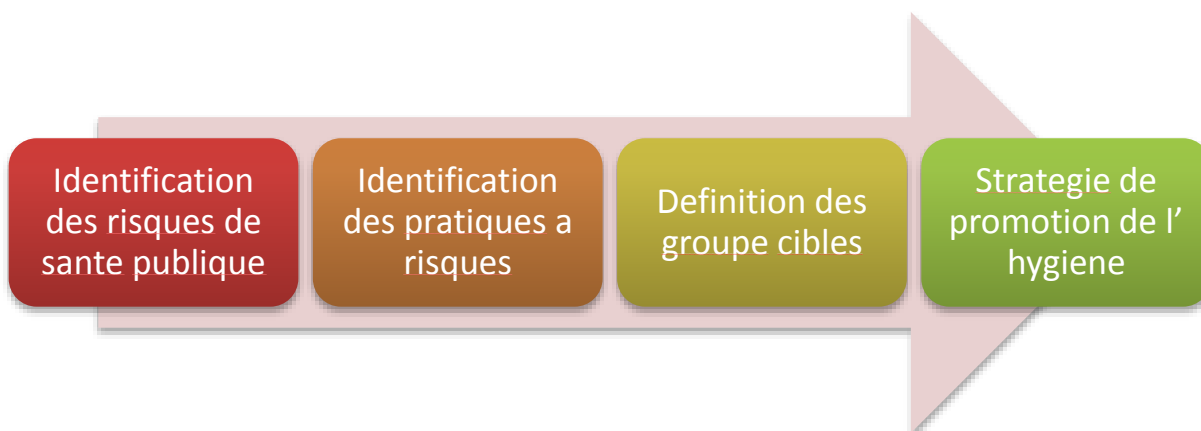 Identification
des risques de
sante publique
Identification
des pratiques a
risques
Definition des
groupe cibles
Strategie de
promotion de l’
hygiene